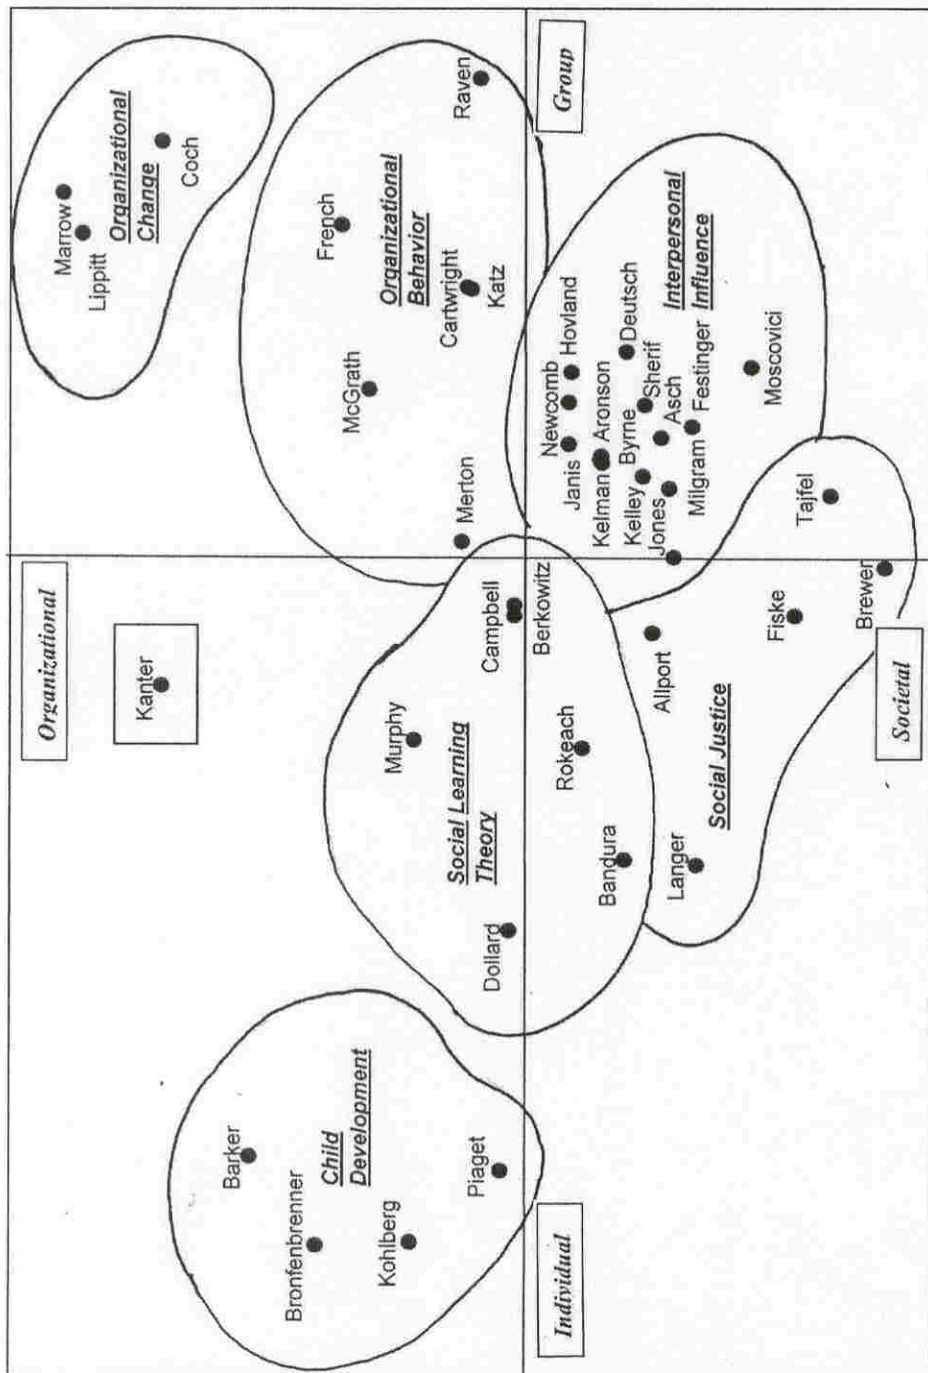 Organizational
Kanter
Marrow
Lippitt
Organizational
Change
Coch
French
Organizational
Behavior
Raven
McGrath
Cartwright
Katz
Merton
Campbell
Berkowitz
Murphy
Social Learning
Theory
Rokeach
Dollard
Bandura
Barker
Bronfenbrenner
Child
Development
Kohlberg
Piaget
Individual
Group
Newcomb
Hovland
Janis
Aronson
Kelman
Deutsch
Byrne
Sherif
Kelley
Asch
Jones
Festinger
Milgram
Interpersonal
Influence
Moscovici
Tajfel
Allport
Fiske
Brewer
Social Justice
Langer
Societal